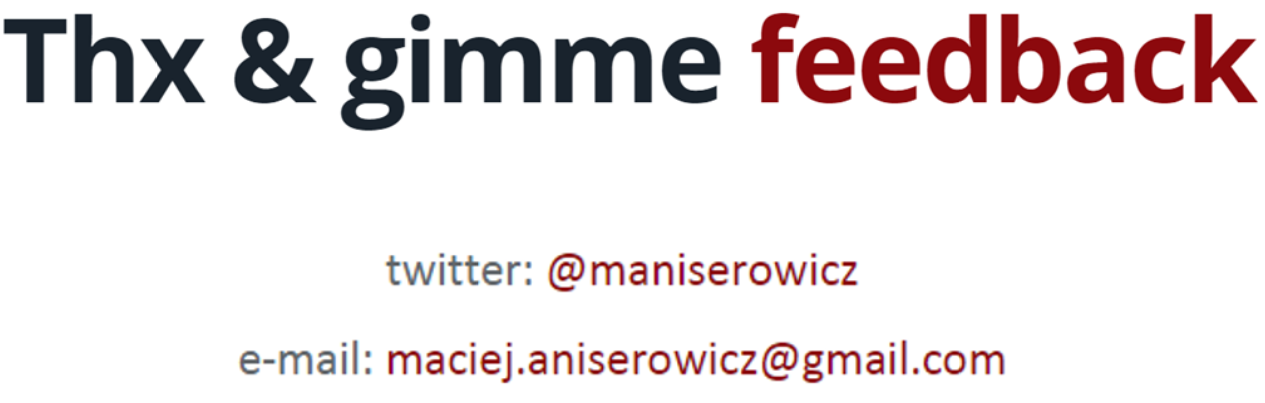 Thx & gimme feedback
twitter: @maniserowicz
e-mail: maciej.aniserowicz@gmail.com